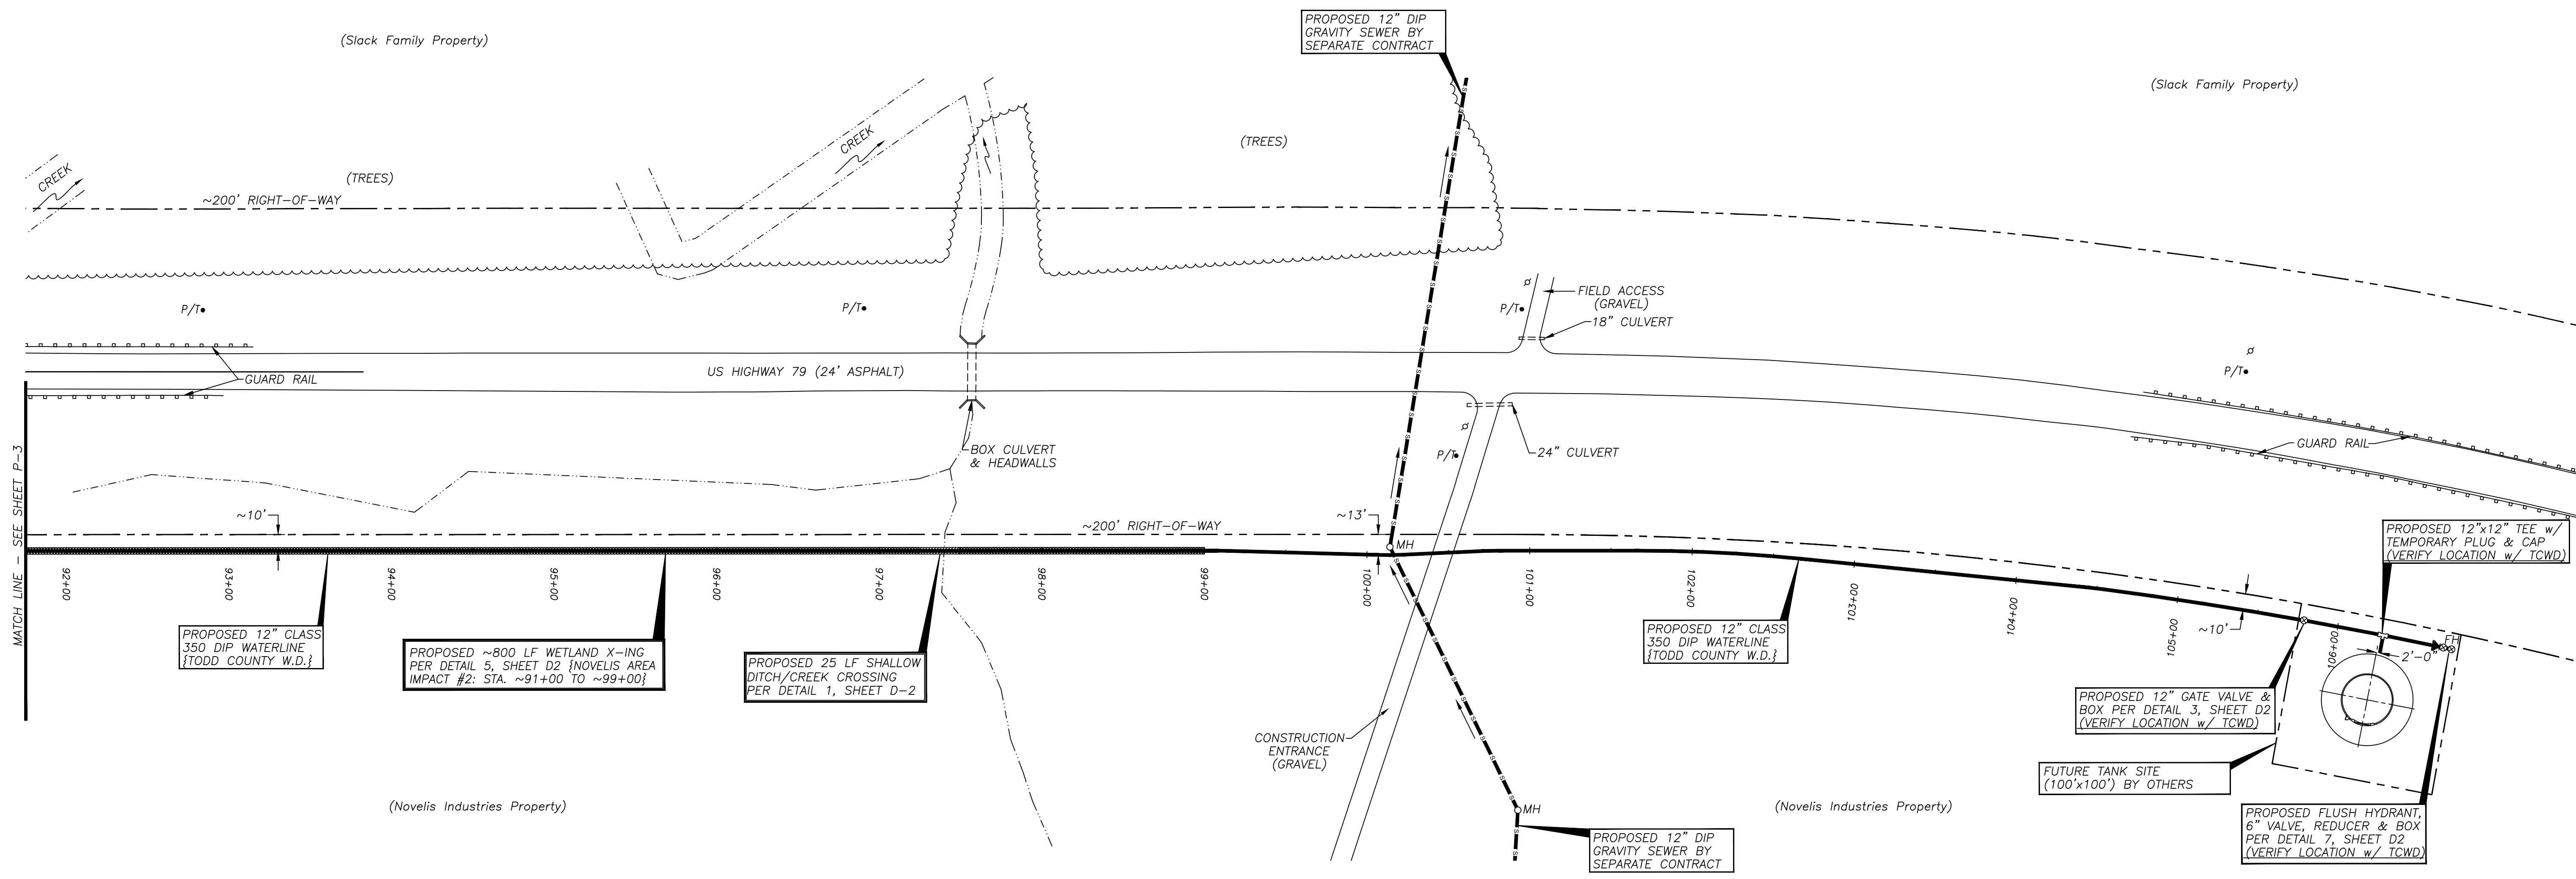 (Slack Family Property)
PROPOSED 12" DIP
GRAVITY SEWER BY
SEPARATE CONTRACT
(Slack Family Property)
CREEK
(TREES)
CREEK
(TREES)
~200' RIGHT-OF-WAY
P/T
P/T
P/T
FIELD ACCESS
(GRAVEL)
18" CULVERT
P/T
GUARD RAIL
US HIGHWAY 79 (24' ASPHALT)
BOX CULVERT
& HEADWALLS
P/T
24" CULVERT
GUARD RAIL
MATCH LINE - SEE SHEET P-3
~10'
~200' RIGHT-OF-WAY
~13'
MH
PROPOSED 12"x12" TEE w/
TEMPORARY PLUG & CAP
(VERIFY LOCATION w/ TCWD)
92+00
93+00
94+00
95+00
96+00
97+00
98+00
99+00
100+00
101+00
102+00
103+00
104+00
105+00
106+00
~10'
FH
2'-0"
PROPOSED 12" CLASS
350 DIP WATERLINE
{TODD COUNTY W.D.}
PROPOSED ~800 LF WETLAND X-ING
PER DETAIL 5, SHEET D2 {NOVELIS AREA
IMPACT #2: STA. ~91+00 TO ~99+00}
PROPOSED 25 LF SHALLOW
DITCH/CREEK CROSSING
PER DETAIL 1, SHEET D-2
PROPOSED 12" CLASS
350 DIP WATERLINE
{TODD COUNTY W.D.}
PROPOSED 12" GATE VALVE &
BOX PER DETAIL 3, SHEET D2
(VERIFY LOCATION w/ TCWD)
CONSTRUCTION
ENTRANCE
(GRAVEL)
FUTURE TANK SITE
(100'x100') BY OTHERS
(Novelis Industries Property)
MH
(Novelis Industries Property)
PROPOSED FLUSH HYDRANT,
6" VALVE, REDUCER & BOX
PER DETAIL 7, SHEET D2
(VERIFY LOCATION w/ TCWD)
PROPOSED 12" DIP
GRAVITY SEWER BY
SEPARATE CONTRACT